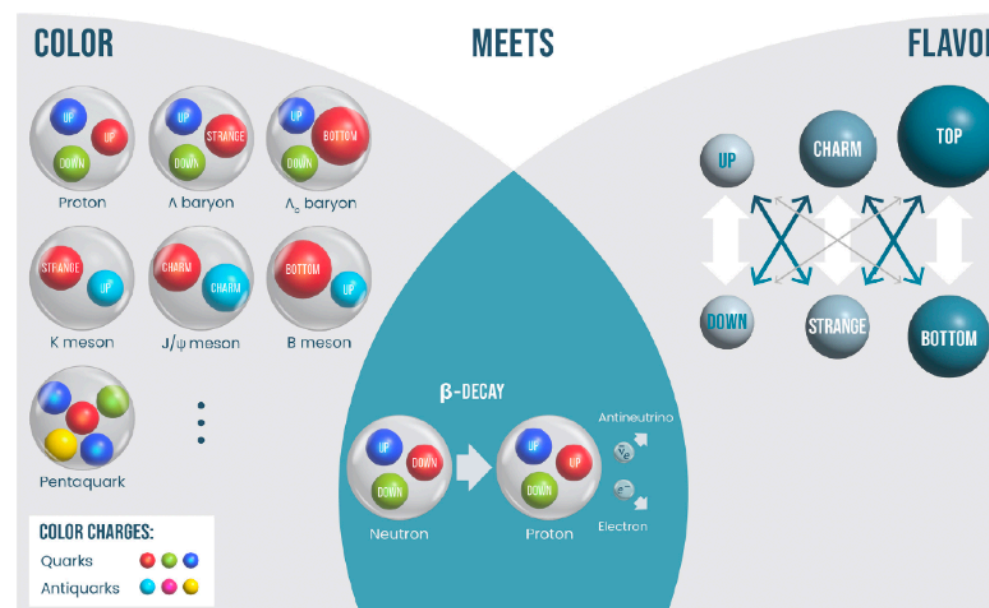 COLOR
MEETS
FLAVO
UP
UP
DOWN
Proton
UP
STRANGE
DOWN
Λ baryon
UP
BOTTOM
DOWN
Λb baryon
STRANGE
UP
K meson
CHARM
CHARM
J/ψ meson
BOTTOM
UP
B meson
Pentaquark
COLOR CHARGES:
Quarks
Antiquarks
β-DECAY
UP
DOWN
DOWN
Neutron
UP
UP
DOWN
Proton
Antineutrino
ν̄e
e⁻
Electron
UP
CHARM
TOP
DOWN
STRANGE
BOTTOM